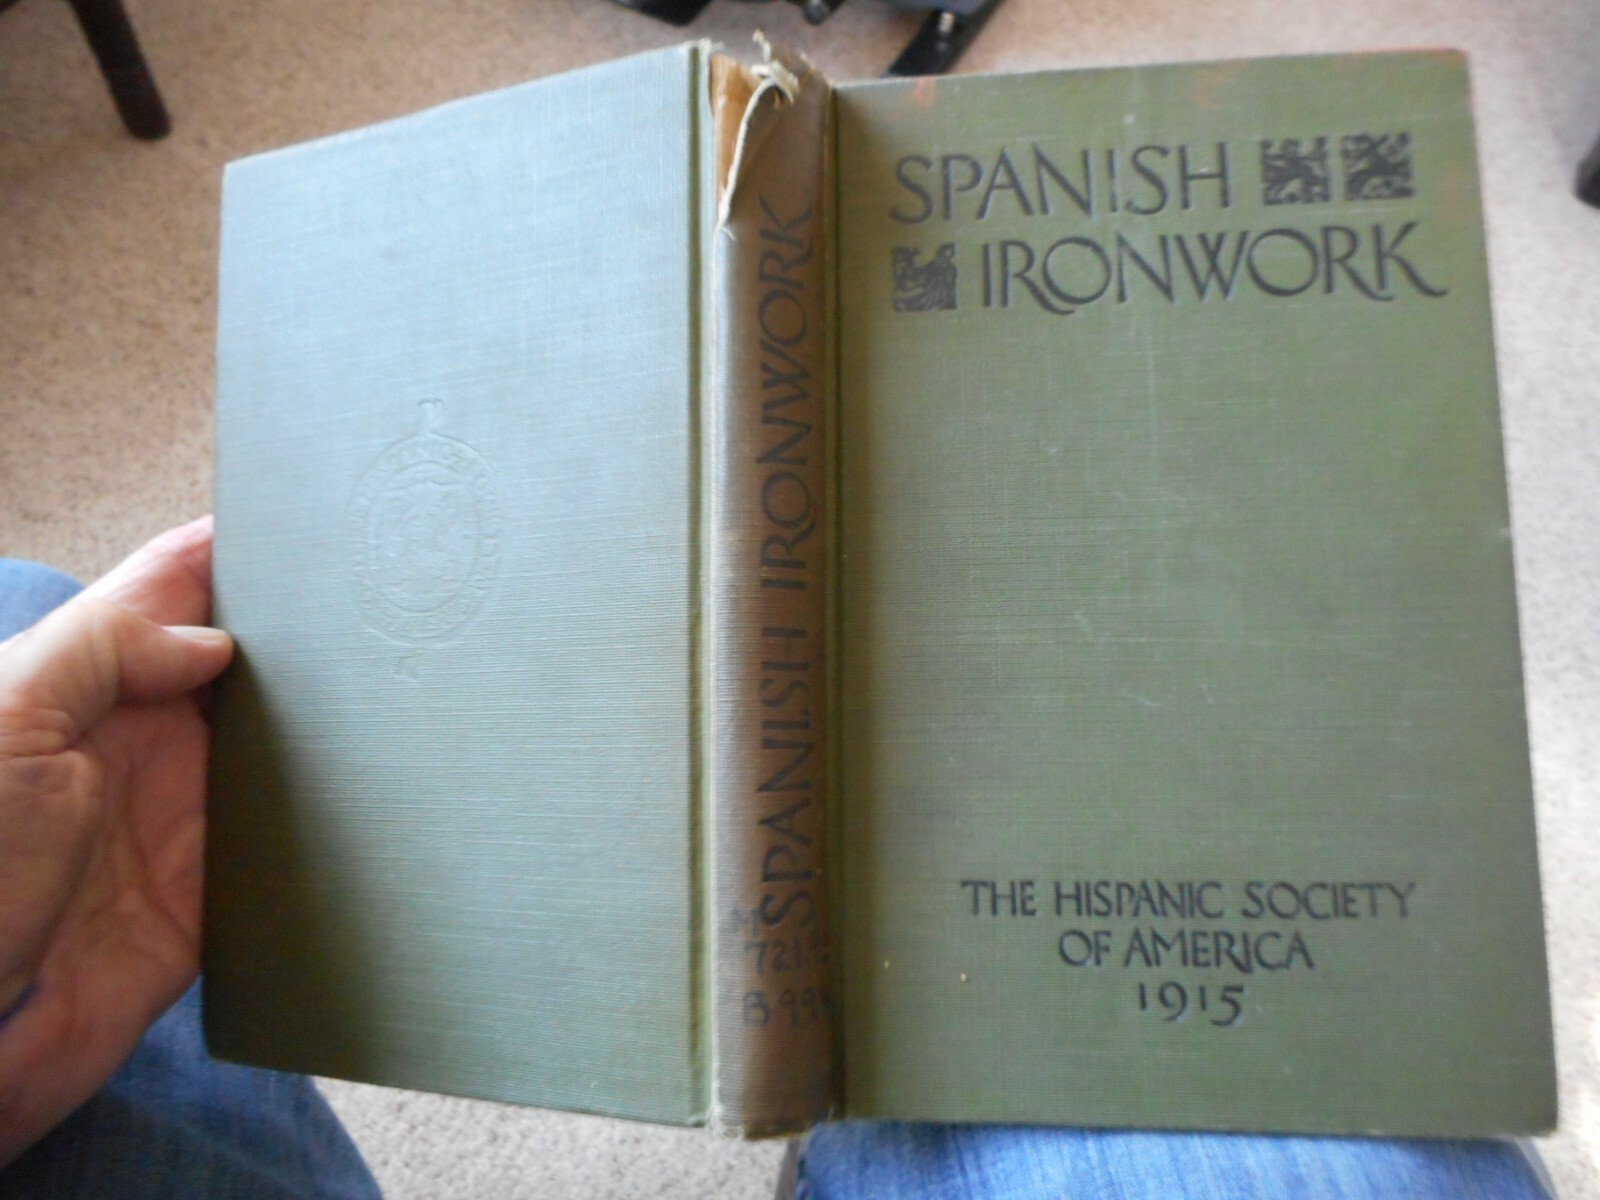 SPANISH
IRONWORK
THE HISPANIC SOCIETY
OF AMERICA
1915
SPANISH IRONWORK